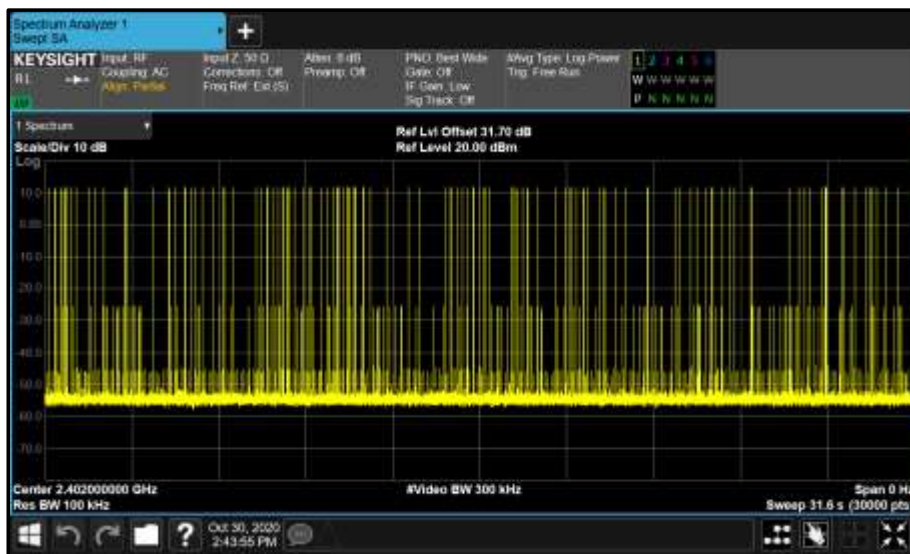 Spectrum Analyzer 1
Swept SA
+
KEYSIGHT Input: RF Input Z: 50 Ω Atten: 8 dB PNO: Best Wide #Avg Type: Log Power 1 2 3 4 5 6
R L Coupling: AC Corrections: Off Preamp: Off Gate: Off Trig: Free Run W W W W W W
Align: Partial Freq Ref: Ext (S) IF Gain: Low P N N N N N
Sig Track: Off
1 Spectrum
Ref Lvl Offset 31.70 dB
Scale/Div 10 dB Ref Level 20.00 dBm
Log
10.0
0.00
-10.0
-20.0
-30.0
-40.0
-50.0
-60.0
-70.0
Center 2.402000000 GHz #Video BW 300 kHz Span 0 Hz
Res BW 100 kHz Sweep 31.6 s (30000 pts
? Oct 30, 2020
2:43:55 PM